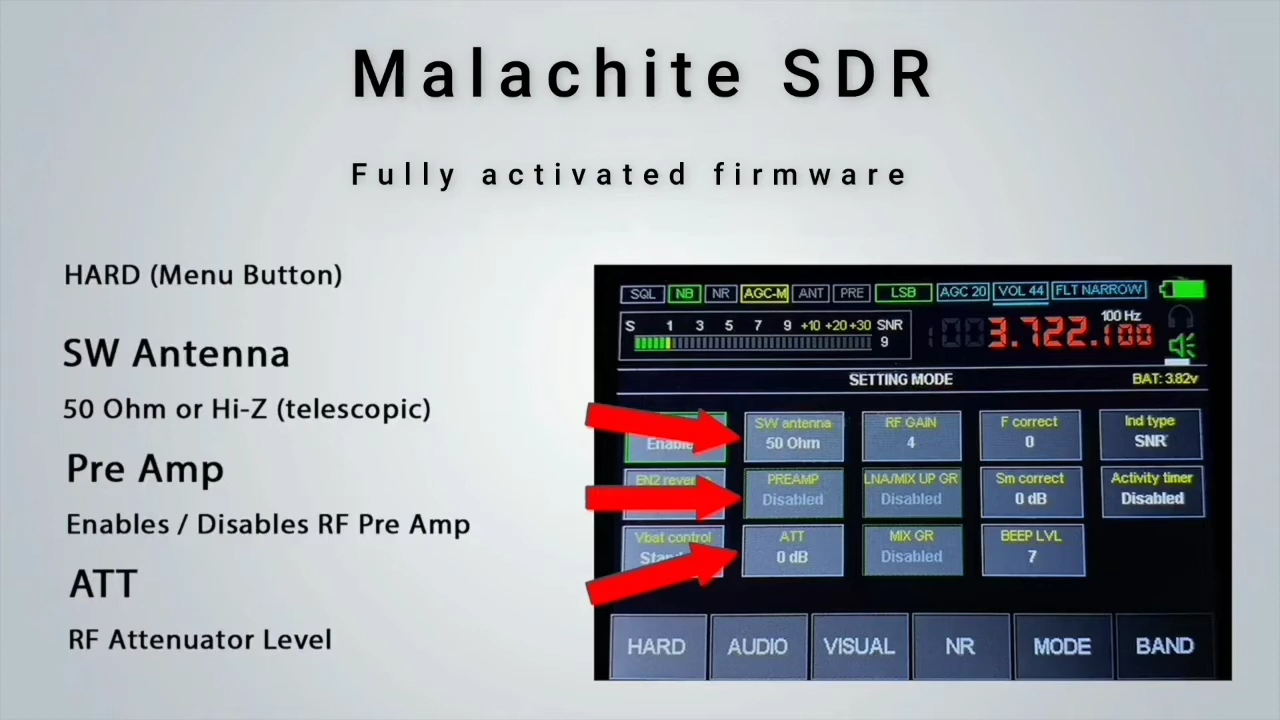 Malachite SDR
Fully activated firmware
HARD (Menu Button)
SW Antenna
50 Ohm or Hi-Z (telescopic)
Pre Amp
Enables / Disables RF Pre Amp
ATT
RF Attenuator Level
SQL NB NR AGC-M ANT PRE LSB AGC 20 VOL 44 FLT NARROW
S 1 3 5 7 9 +10 +20 +30 SNR
9
100 Hz
3.722.100
SETTING MODE BAT: 3.82v
SW antenna RF GAIN F correct Ind type
50 Ohm 4 0 SNR
PREAMP LNA/MIX UP GR Sm correct Activity timer
Disabled Disabled 0 dB Disabled
Vbat control ATT MIX GR BEEP LVL
0 dB Disabled 7
HARD AUDIO VISUAL NR MODE BAND